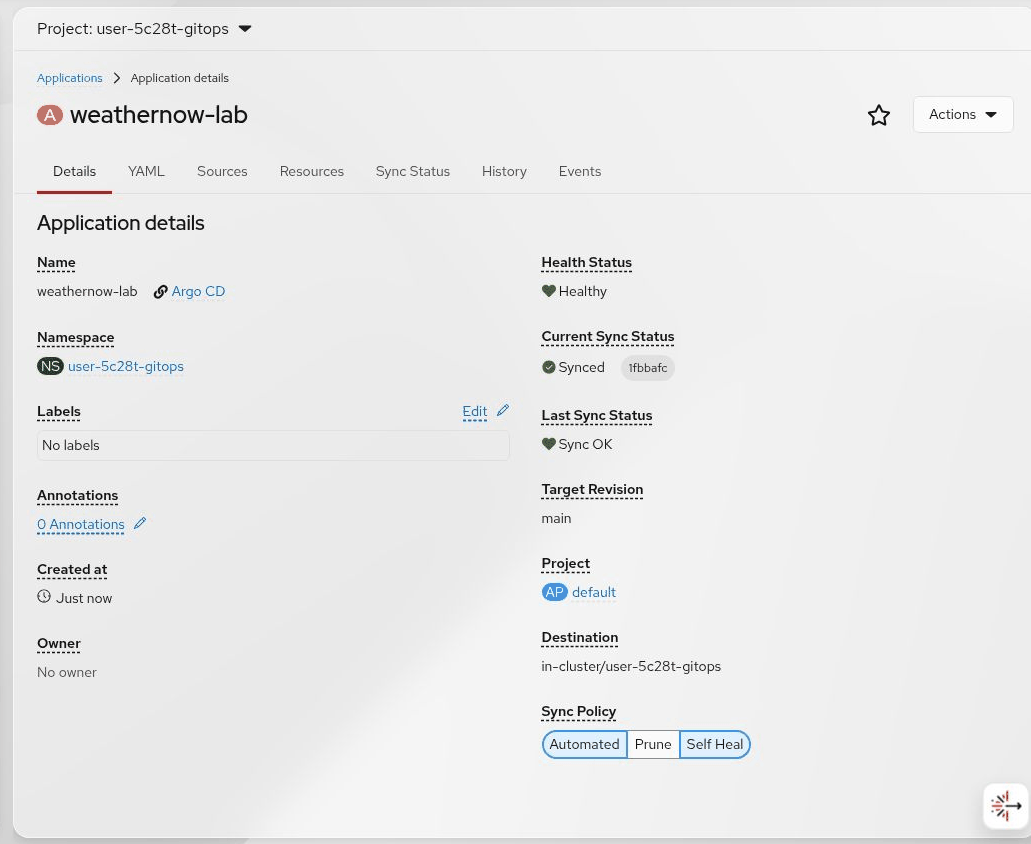 Project: user-5c28t-gitops
Applications
Application details
A weathernow-lab
Actions
Details
YAML
Sources
Resources
Sync Status
History
Events
Application details
Name
weathernow-lab
Argo CD
Namespace
NS user-5c28t-gitops
Labels
Edit
No labels
Annotations
0 Annotations
Created at
Just now
Owner
No owner
Health Status
Healthy
Current Sync Status
Synced
1fbbafc
Last Sync Status
Sync OK
Target Revision
main
Project
AP default
Destination
in-cluster/user-5c28t-gitops
Sync Policy
Automated
Prune
Self Heal